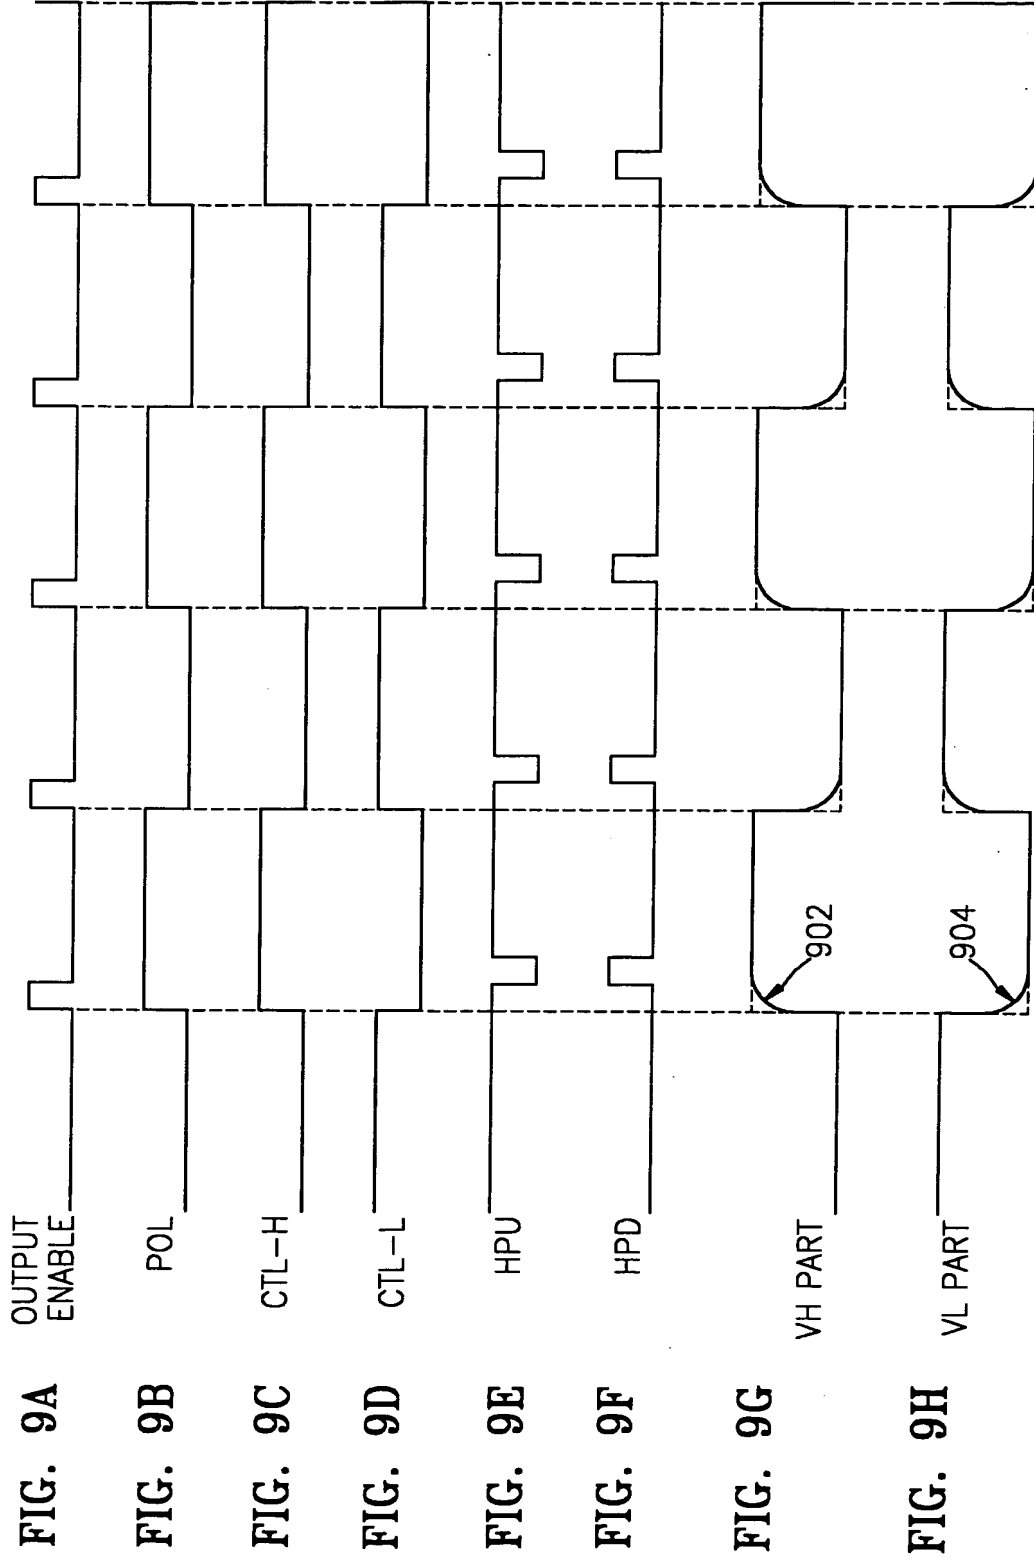 FIG. 9A
OUTPUT
ENABLE
FIG. 9B
POL
FIG. 9C
CTL-H
FIG. 9D
CTL-L
FIG. 9E
HPU
FIG. 9F
HPD
FIG. 9G
VH PART
902
FIG. 9H
VL PART
904